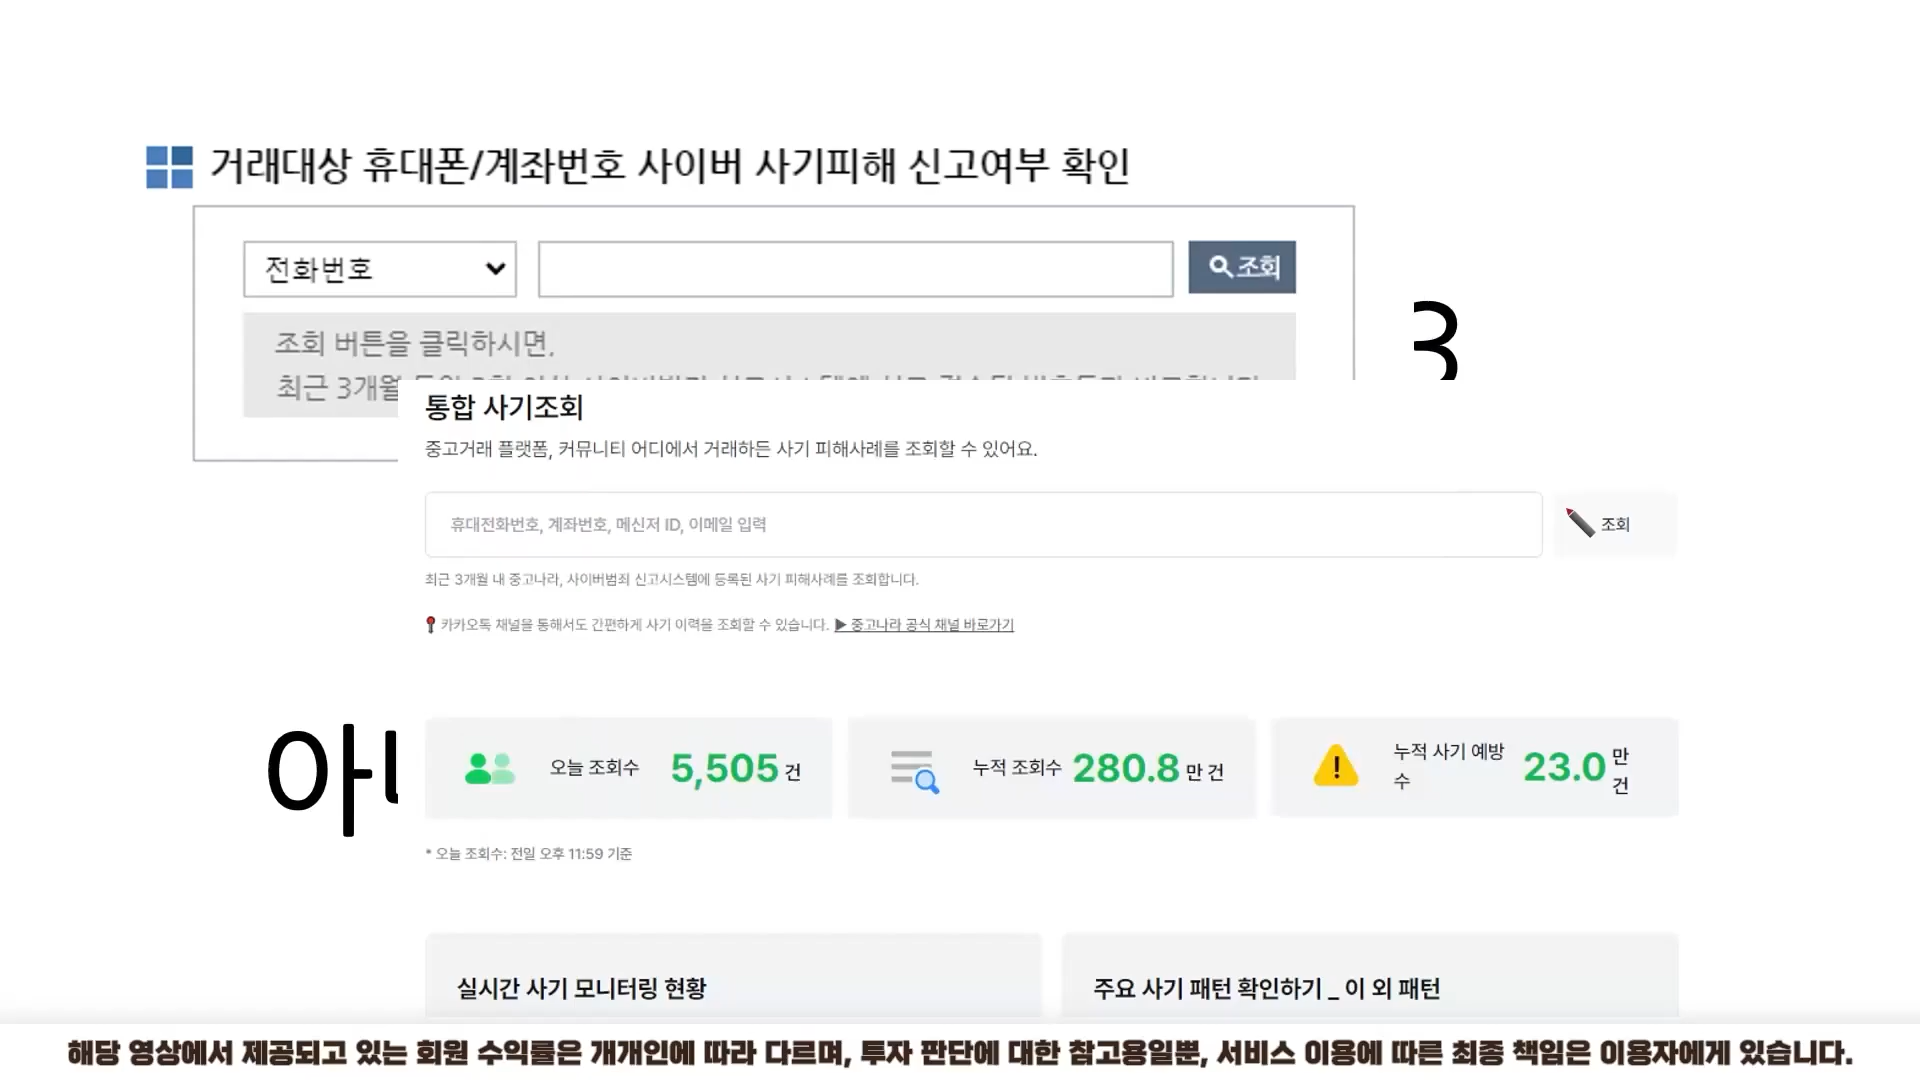 거래대상 휴대폰/계좌번호 사이버 사기피해 신고여부 확인
전화번호
조회
조회 버튼을 클릭하시면,
최근 3개월
3
통합 사기조회
중고거래 플랫폼, 커뮤니티 어디에서 거래하든 사기 피해사례를 조회할 수 있어요.
휴대전화번호, 계좌번호, 메신저 ID, 이메일 입력
조회
최근 3개월 내 중고나라, 사이버범죄 신고시스템에 등록된 사기 피해사례를 조회합니다.
카카오톡 채널을 통해서도 간편하게 사기 이력을 조회할 수 있습니다. ▶ 중고나라 공식 채널 바로가기
아
오늘 조회수 5,505 건
누적 조회수 280.8 만 건
누적 사기 예방
수
23.0 만
건
* 오늘 조회수: 전일 오후 11:59 기준
실시간 사기 모니터링 현황
주요 사기 패턴 확인하기 _ 이 외 패턴
해당 영상에서 제공되고 있는 회원 수익률은 개개인에 따라 다르며, 투자 판단에 대한 참고용일뿐, 서비스 이용에 따른 최종 책임은 이용자에게 있습니다.